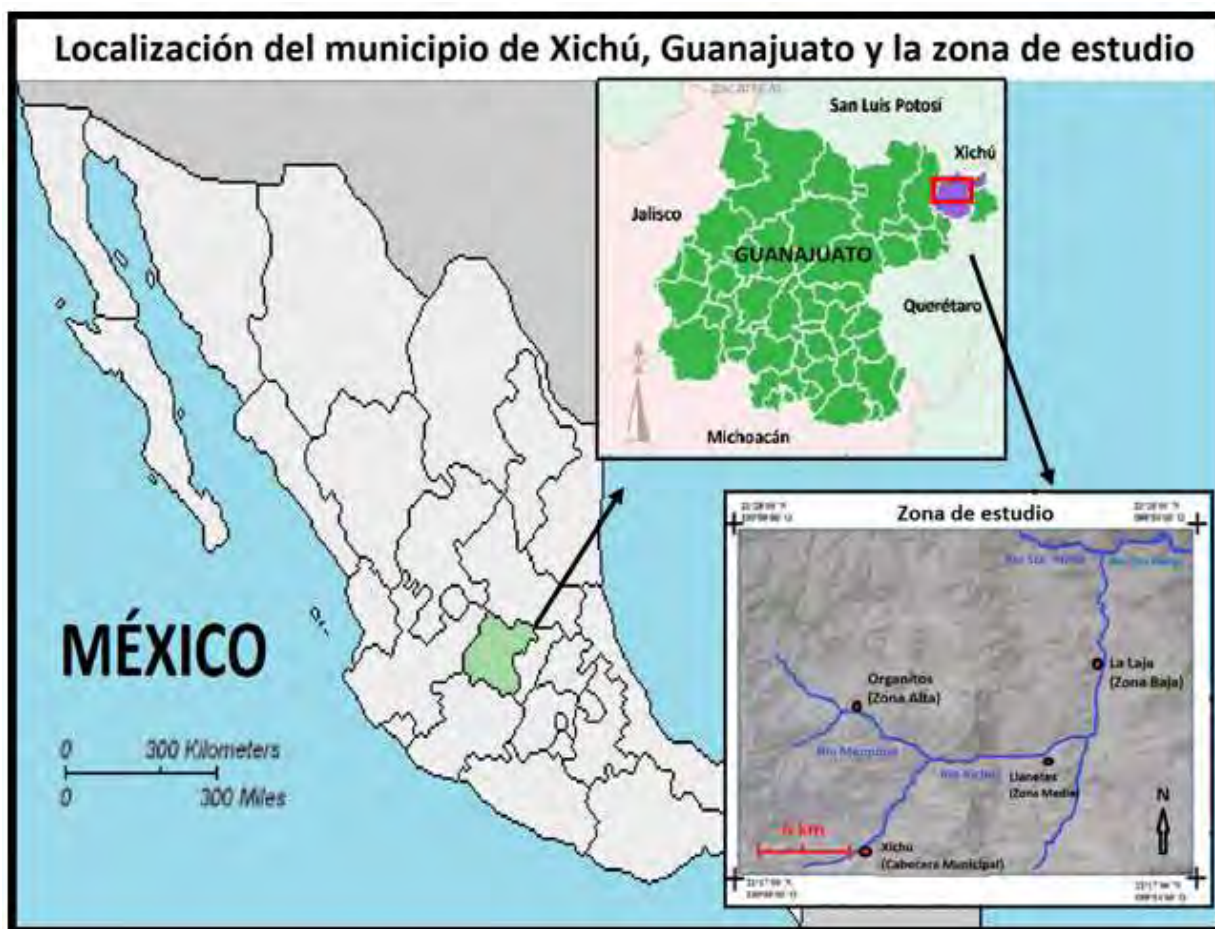 Localización del municipio de Xichú, Guanajuato y la zona de estudio
San Luis Potosí
Xichú
Jalisco
GUANAJUATO
Querétaro
Michoacán
MÉXICO
0 300 Kilometers
0 300 Miles
Zona de estudio
La Laja
(Zona Baja)
Organitos
(Zona Alta)
Río Xichú
Llanetes
(Zona Media)
N
6 km
Xichú
(Cabecera Municipal)